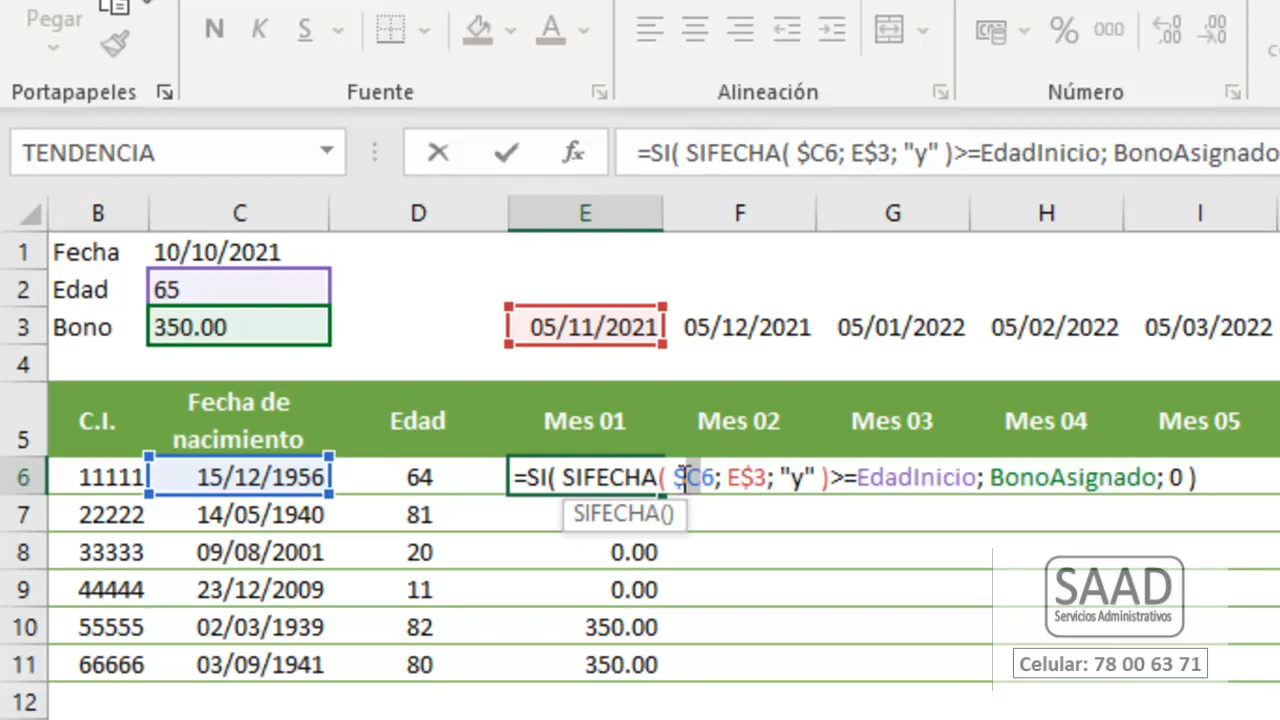 Pegar
N K S A % 000
Portapapeles Fuente Alineación Número
TENDENCIA fx =SI( SIFECHA( $C6; E$3; "y" )>=EdadInicio; BonoAsignado
B C D E F G H I
1 Fecha 10/10/2021
2 Edad 65
3 Bono 350.00 05/11/2021 05/12/2021 05/01/2022 05/02/2022 05/03/2022
4
5 C.I. Fecha de nacimiento Edad Mes 01 Mes 02 Mes 03 Mes 04 Mes 05
6 11111 15/12/1956 64 =SI( SIFECHA( $C6; E$3; "y" )>=EdadInicio; BonoAsignado; 0 )
7 22222 14/05/1940 81 SIFECHA()
8 33333 09/08/2001 20 0.00
9 44444 23/12/2009 11 0.00
10 55555 02/03/1939 82 350.00
11 66666 03/09/1941 80 350.00
12
SAAD
Servicios Administrativos
Celular: 78 00 63 71